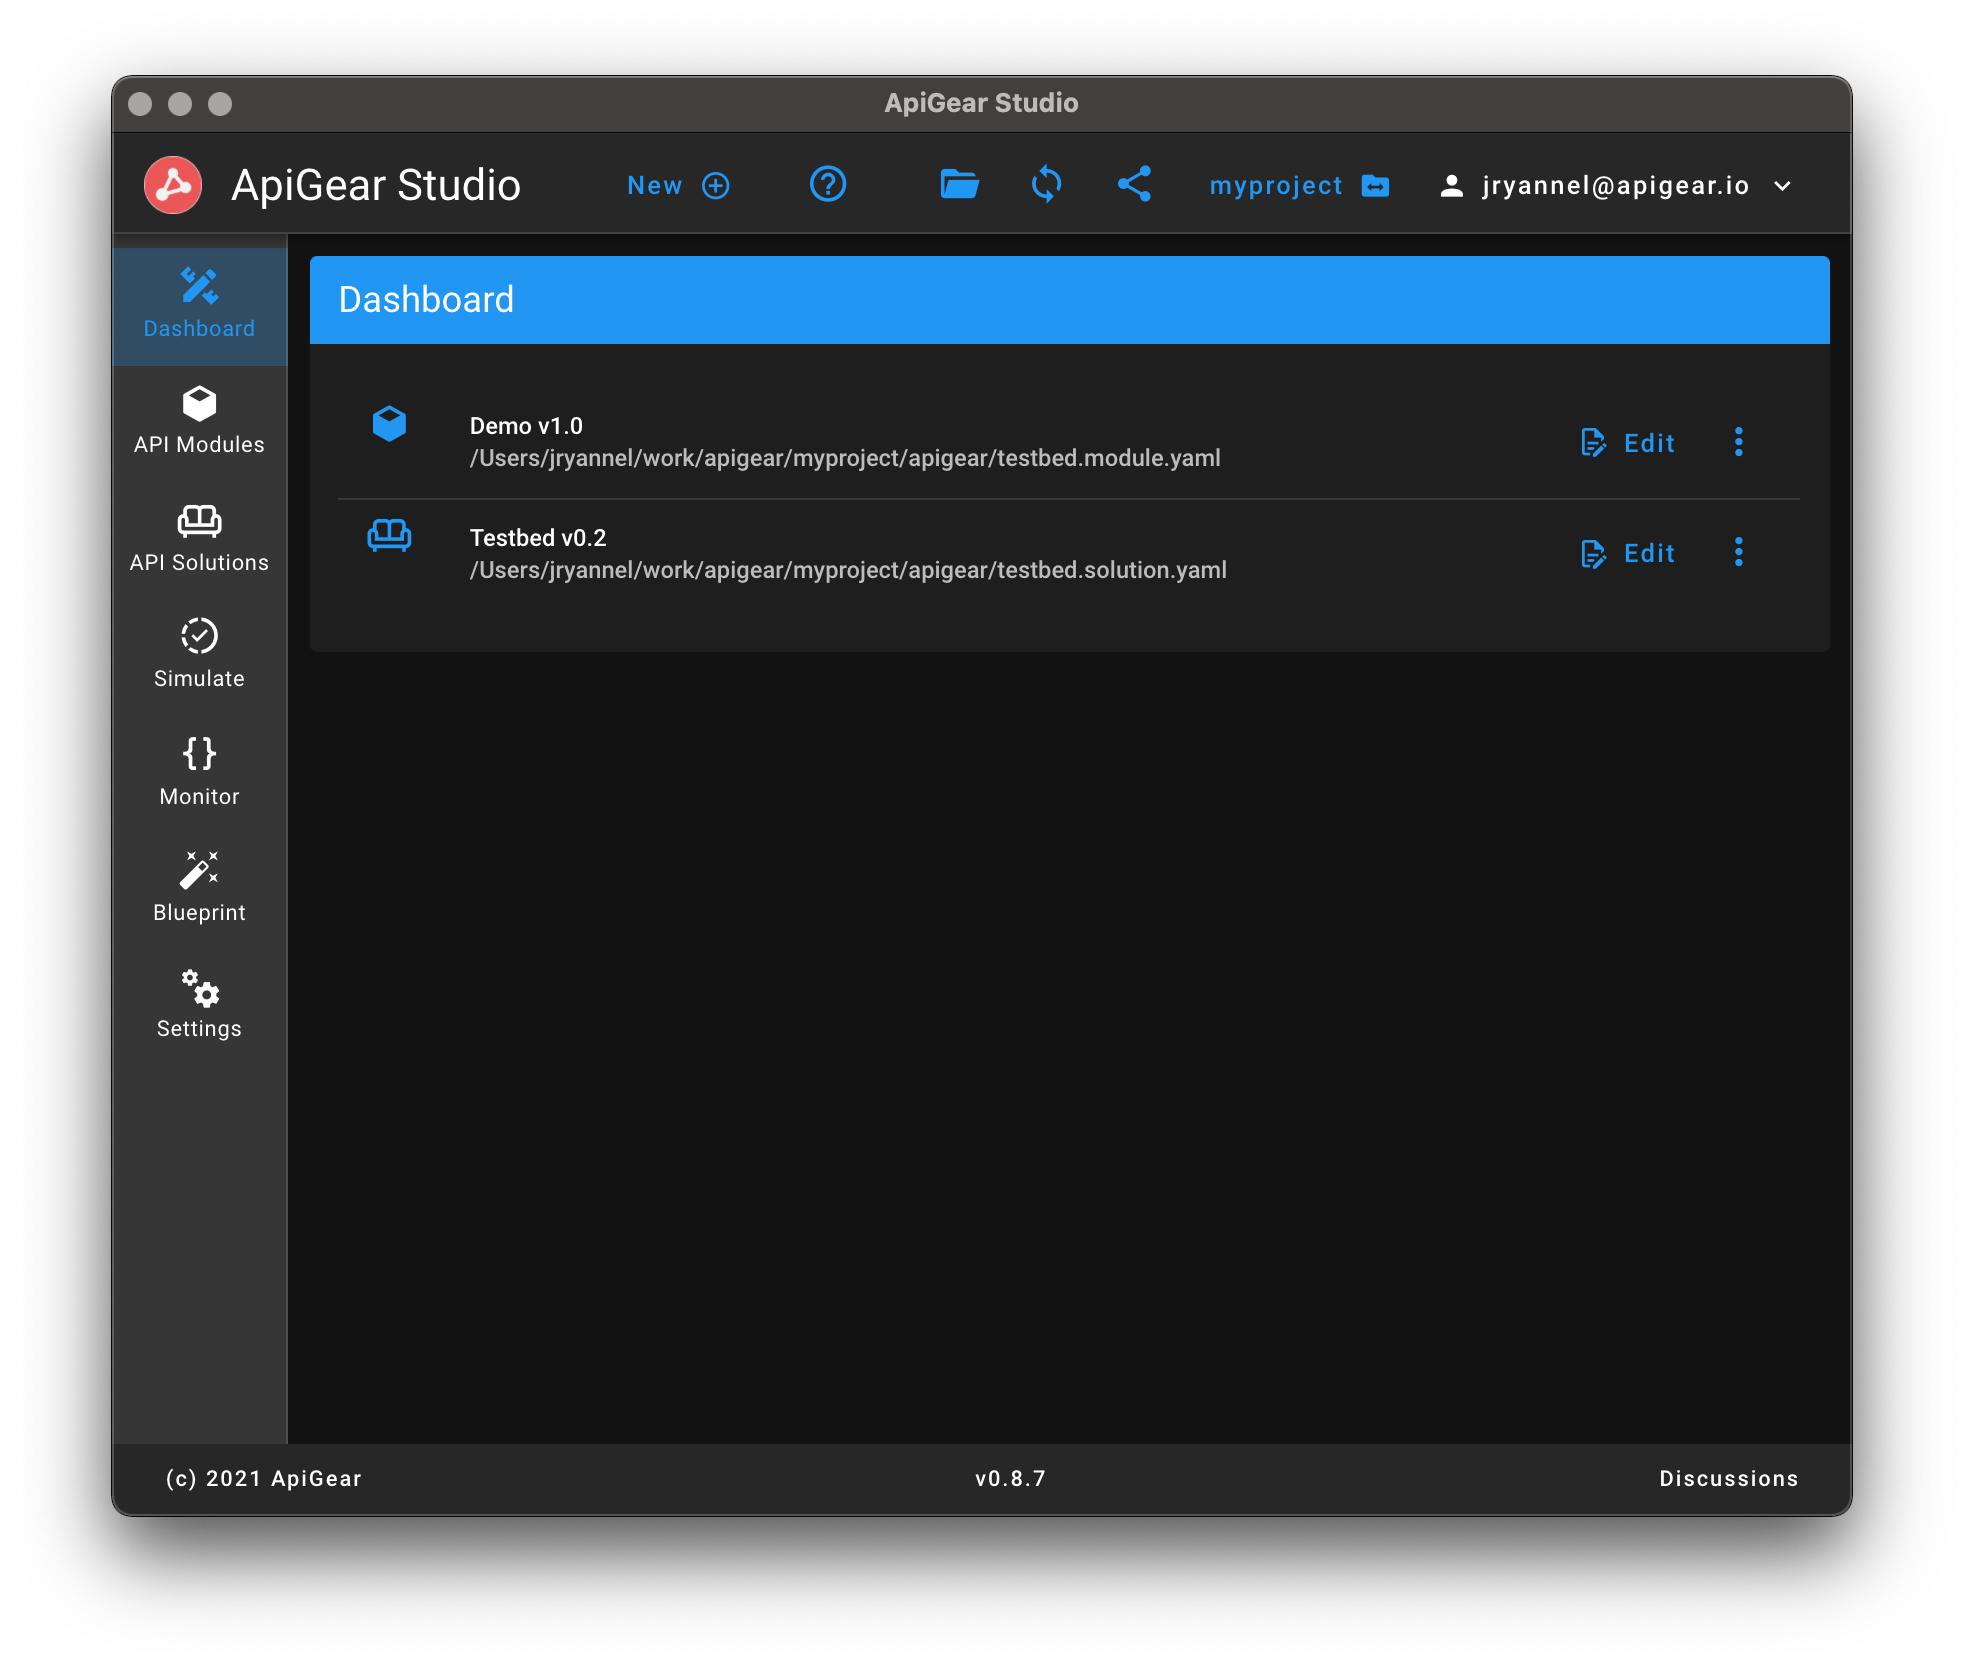 ApiGear Studio
ApiGear Studio
New
myproject
jryannel@apigear.io
Dashboard
API Modules
API Solutions
Simulate
{ } Monitor
Blueprint
Settings
Dashboard
Demo v1.0
/Users/jryannel/work/apigear/myproject/apigear/testbed.module.yaml
Edit
Testbed v0.2
/Users/jryannel/work/apigear/myproject/apigear/testbed.solution.yaml
Edit
(c) 2021 ApiGear
v0.8.7
Discussions